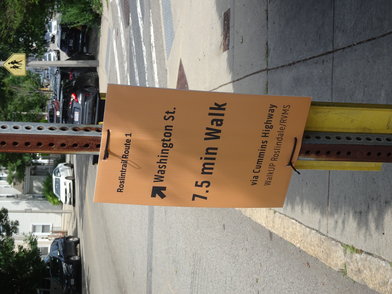 Roslintrail Route 1
Washington St.
7.5 min Walk
via Cummins Highway
WalkUP Roslindale/RVMS